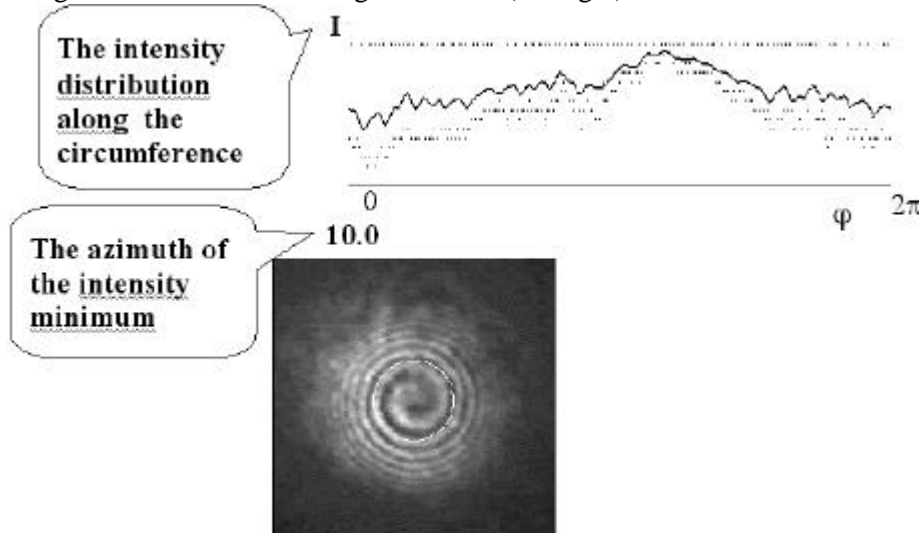 The intensity
distribution
along the
circumference
I
0
φ
2π
The azimuth of
the intensity
minimum
10.0